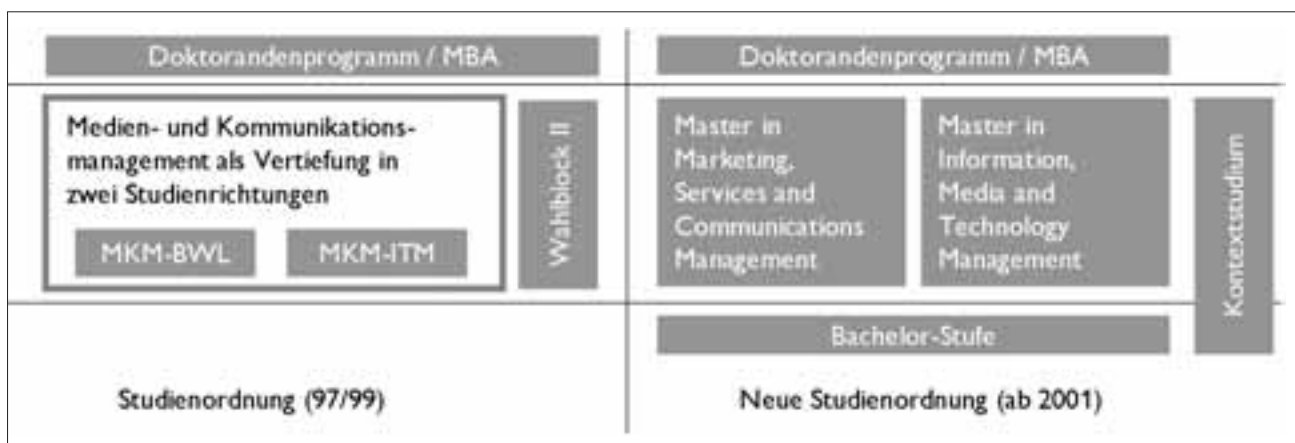 Doktorandenprogramm / MBA
Medien- und Kommunikations-
management als Vertiefung in
zwei Studienrichtungen
MKM-BWL
MKM-ITM
Wahlblock II
Studienordnung (97/99)
Doktorandenprogramm / MBA
Master in
Marketing,
Services and
Communications
Management
Master in
Information,
Media and
Technology
Management
Kontextstudium
Bachelor-Stufe
Neue Studienordnung (ab 2001)